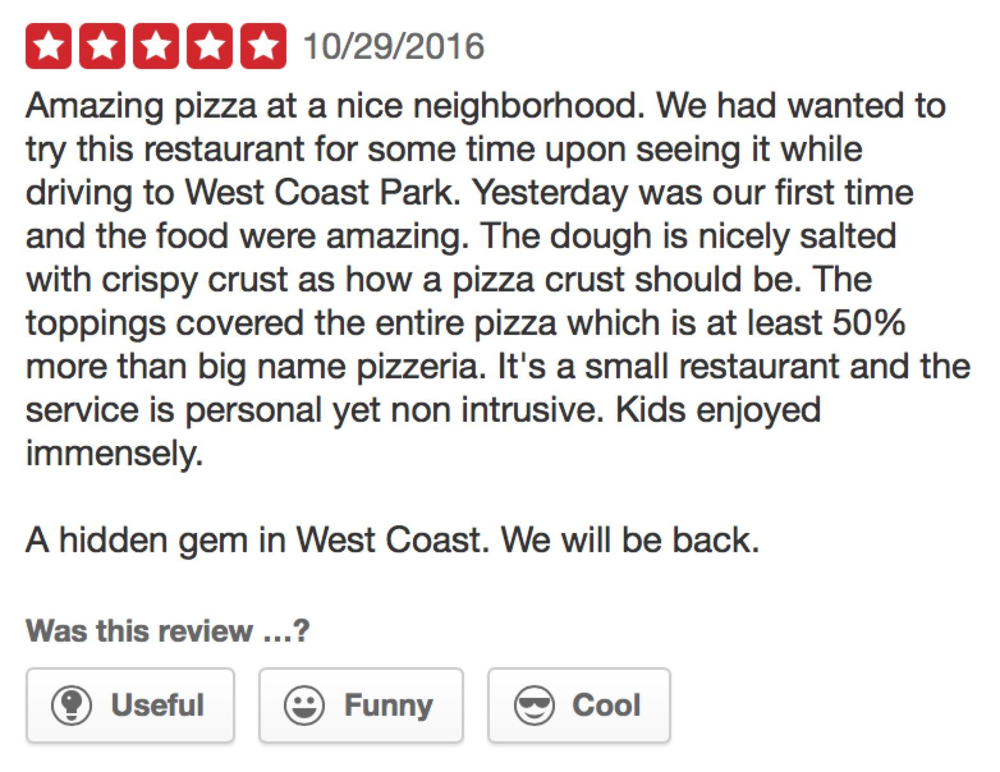 10/29/2016
Amazing pizza at a nice neighborhood. We had wanted to
try this restaurant for some time upon seeing it while
driving to West Coast Park. Yesterday was our first time
and the food were amazing. The dough is nicely salted
with crispy crust as how a pizza crust should be. The
toppings covered the entire pizza which is at least 50%
more than big name pizzeria. It's a small restaurant and the
service is personal yet non intrusive. Kids enjoyed
immensely.
A hidden gem in West Coast. We will be back.
Was this review ...?
Useful Funny Cool